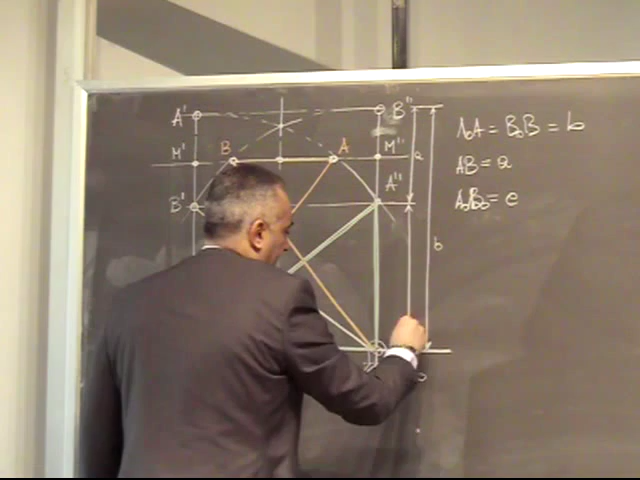 A' B"
A₀A = B₀B = b
B A M' M" a
AB = a
A"
B' A₀B₀ = e
b